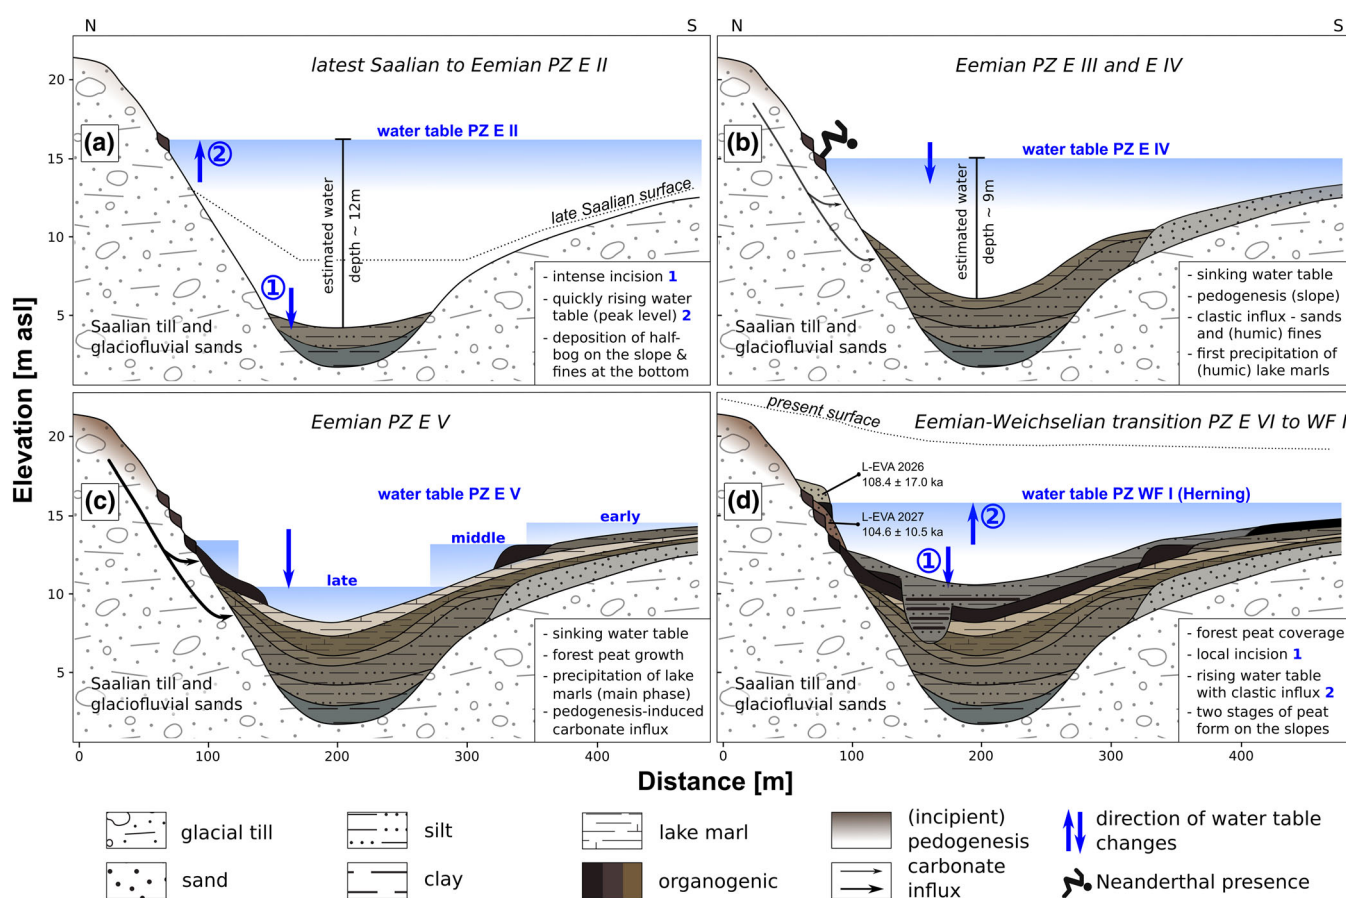 N
S
N
S
latest Saalian to Eemian PZ E II
Eemian PZ E III and E IV
20
15
10
5
(a)
water table PZ E II
②
estimated water
depth ~ 12m
late Saalian surface
①
Saalian till and
glaciofluvial sands
- intense incision 1
- quickly rising water
table (peak level) 2
- deposition of half-
bog on the slope &
fines at the bottom
20
15
10
5
(b)
water table PZ E IV
estimated water
depth ~ 9m
Saalian till and
glaciofluvial sands
- sinking water table
- pedogenesis (slope)
- clastic influx - sands
and (humic) fines
- first precipitation of
(humic) lake marls
Elevation [m asl]
Eemian PZ E V
20
15
10
5
(c)
water table PZ E V
early
middle
late
Saalian till and
glaciofluvial sands
- sinking water table
- forest peat growth
- precipitation of lake
marls (main phase)
- pedogenesis-induced
carbonate influx
0
100
200
300
400
present surface
Eemian-Weichselian transition PZ E VI to WF I
20
15
10
5
(d)
L-EVA 2026
108.4 ± 17.0 ka
L-EVA 2027
104.6 ± 10.5 ka
water table PZ WF I (Herning)
②
①
Saalian till and
glaciofluvial sands
- forest peat coverage
- local incision 1
- rising water table
with clastic influx 2
- two stages of peat
form on the slopes
0
100
200
300
400
Distance [m]
glacial till
silt
lake marl
(incipient)
pedogenesis
direction of water table
changes
sand
clay
organogenic
carbonate
influx
Neanderthal presence